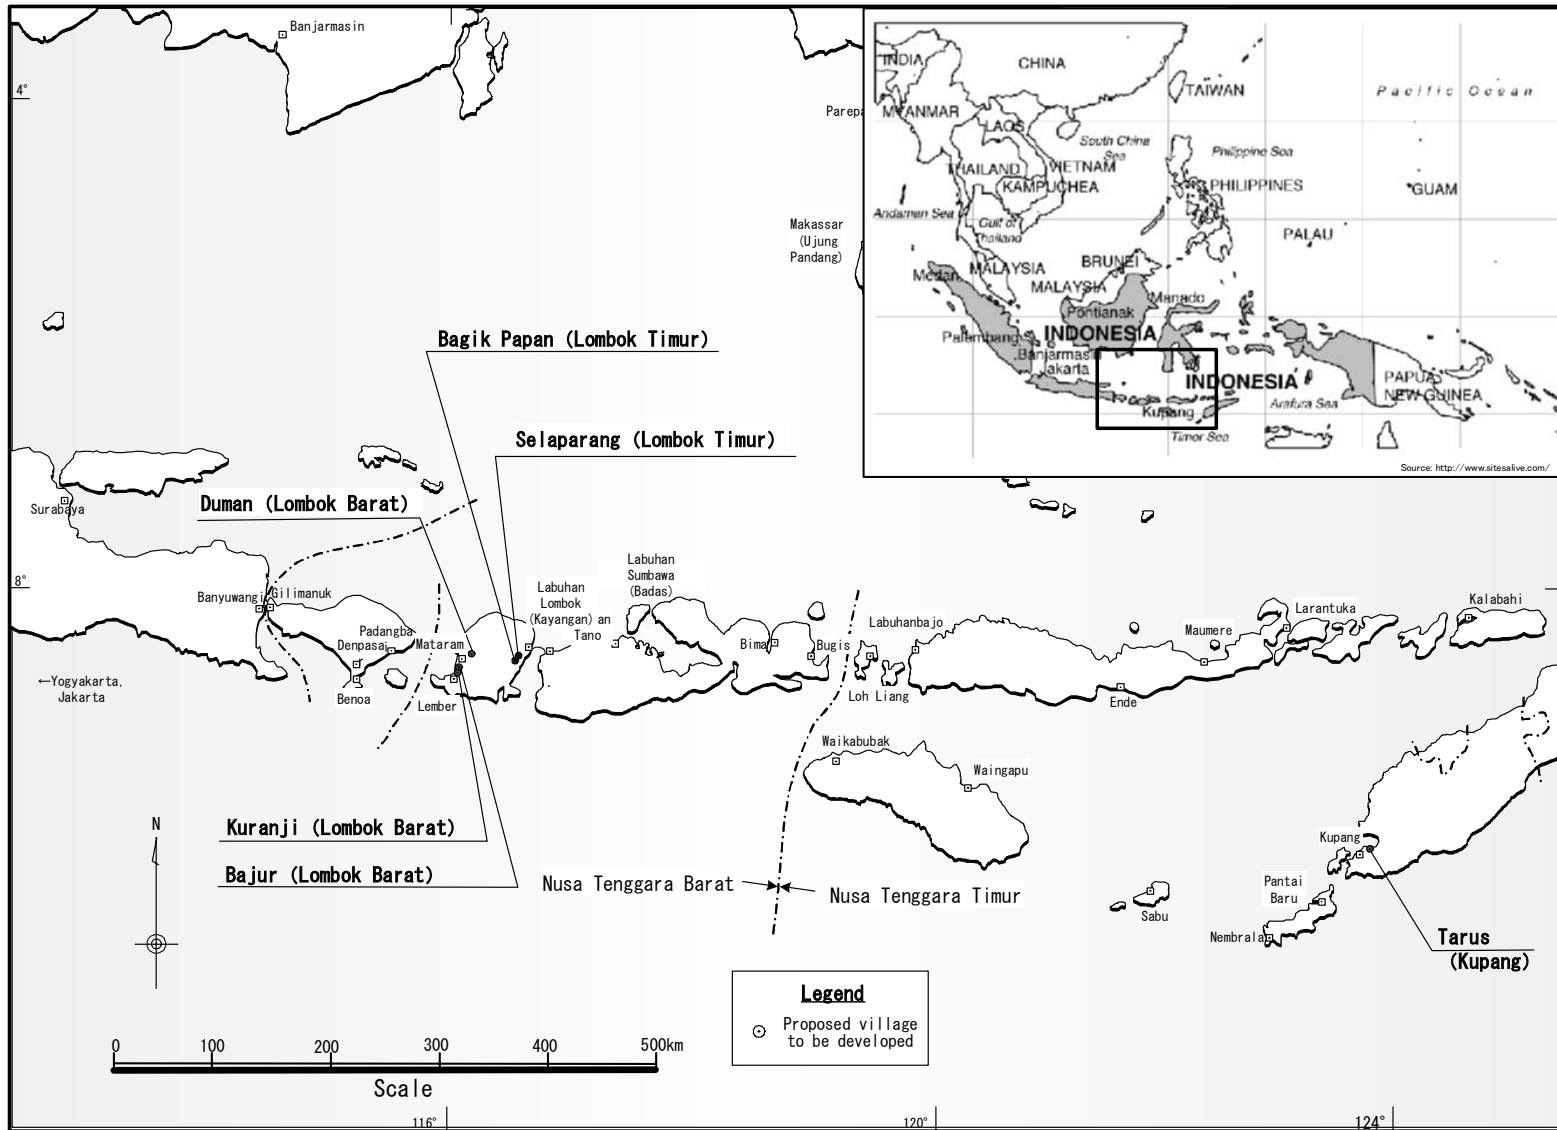 Banjarmasin
4°
Parepa
Makassar
(Ujung
Pandang)
INDIA
CHINA
TAIWAN
Pacific Ocean
MYANMAR
LAOS
South China
Sea
Philippine Sea
THAILAND
VIETNAM
KAMPUCHEA
PHILIPPINES
GUAM
Andaman Sea
Gulf of
Thailand
PALAU
Medan
MALAYSIA
BRUNEI
MALAYSIA
Manado
Pontianak
Palembang
INDONESIA
Banjarmasin
akarta
INDONESIA
PAPUA
NEW GUINEA
Kupang
Arafura Sea
Timor Sea
Source: http://www.sitesalive.com/
Bagik Papan (Lombok Timur)
Selaparang (Lombok Timur)
Duman (Lombok Barat)
Surabaya
8°
Banyuwangi
Gilimanuk
Padangba
Denpasa
Benoa
Mataram
Lember
Labuhan
Lombok
(Kayangan)
an
Tano
Labuhan
Sumbawa
(Badas)
Bima
Bugis
Labuhanbajo
Loh Liang
Maumere
Ende
Larantuka
Kalabahi
←Yogyakarta,
Jakarta
Waikabubak
Waingapu
Kuranji (Lombok Barat)
Bajur (Lombok Barat)
Nusa Tenggara Barat
Nusa Tenggara Timur
Kupang
Pantai
Baru
Sabu
Nembrala
Tarus
(Kupang)
N
Legend
Proposed village
to be developed
0 100 200 300 400 500km
Scale
116°
120°
124°